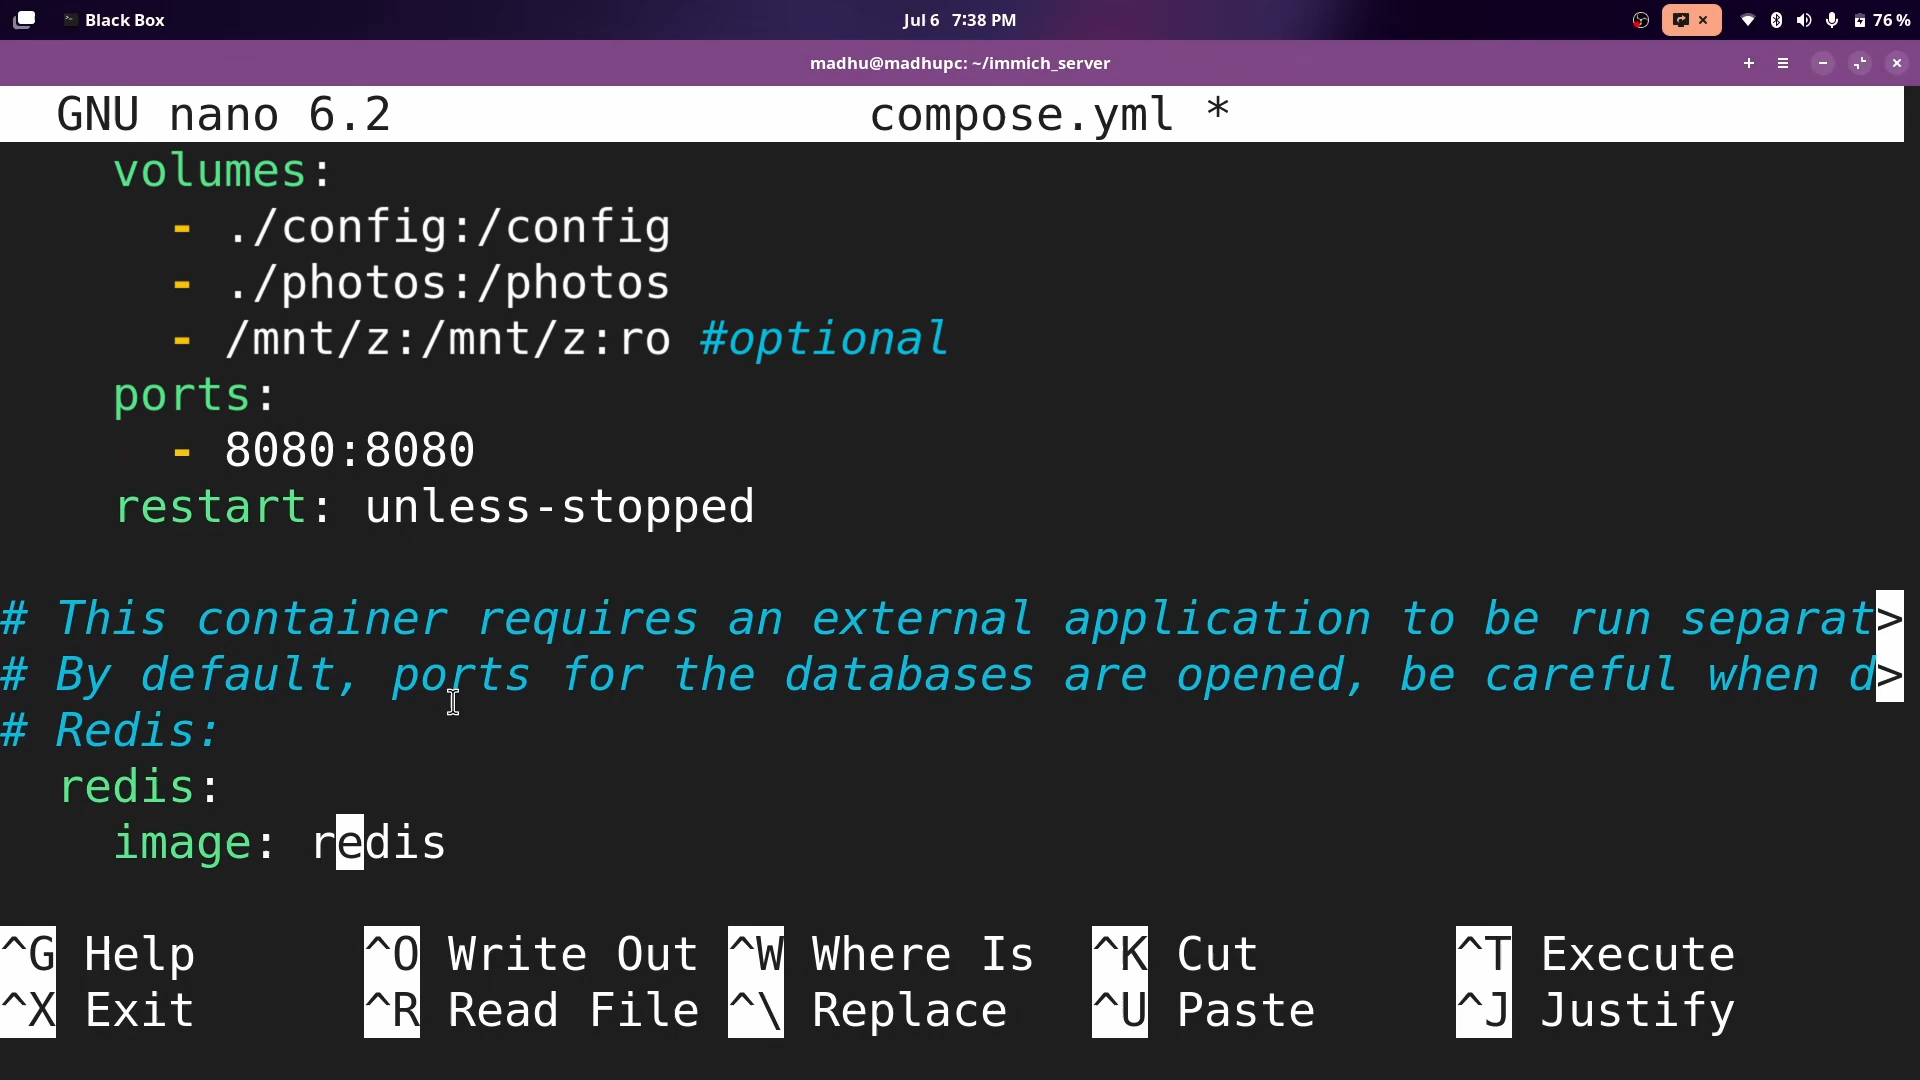 Black Box
Jul 6 7:38 PM
76 %
madhu@madhupc: ~/immich_server
GNU nano 6.2 compose.yml *
volumes:
- ./config:/config
- ./photos:/photos
- /mnt/z:/mnt/z:ro #optional
ports:
- 8080:8080
restart: unless-stopped
# This container requires an external application to be run separat>
# By default, ports for the databases are opened, be careful when d>
# Redis:
redis:
image: redis
^G Help ^O Write Out ^W Where Is ^K Cut ^T Execute
^X Exit ^R Read File ^\ Replace ^U Paste ^J Justify